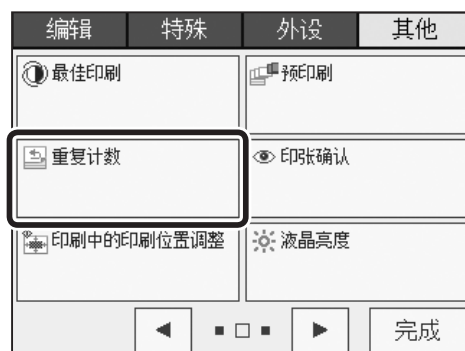 编辑 特殊 外设 其他
最佳印刷 预印刷
重复计数 印张确认
印刷中的印刷位置调整 液晶亮度
完成